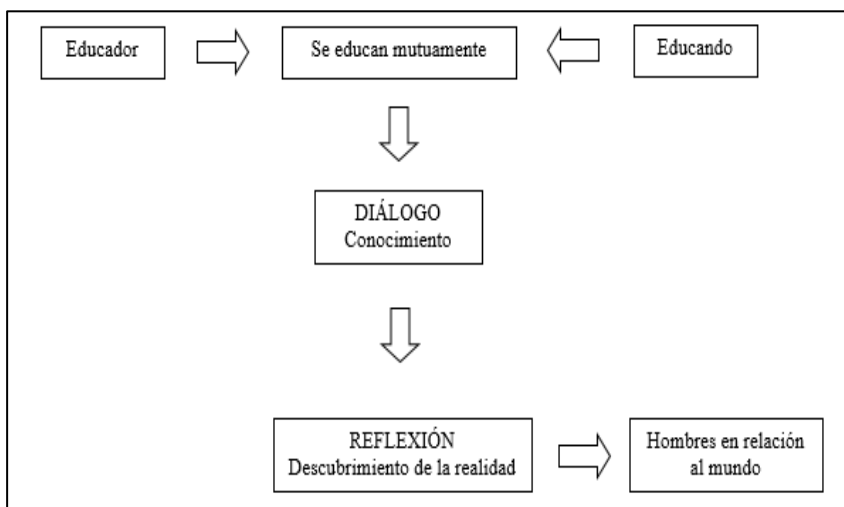 Educador
Se educan mutuamente
Educando
DIÁLOGO
Conocimiento
REFLEXIÓN
Descubrimiento de la realidad
Hombres en relación
al mundo